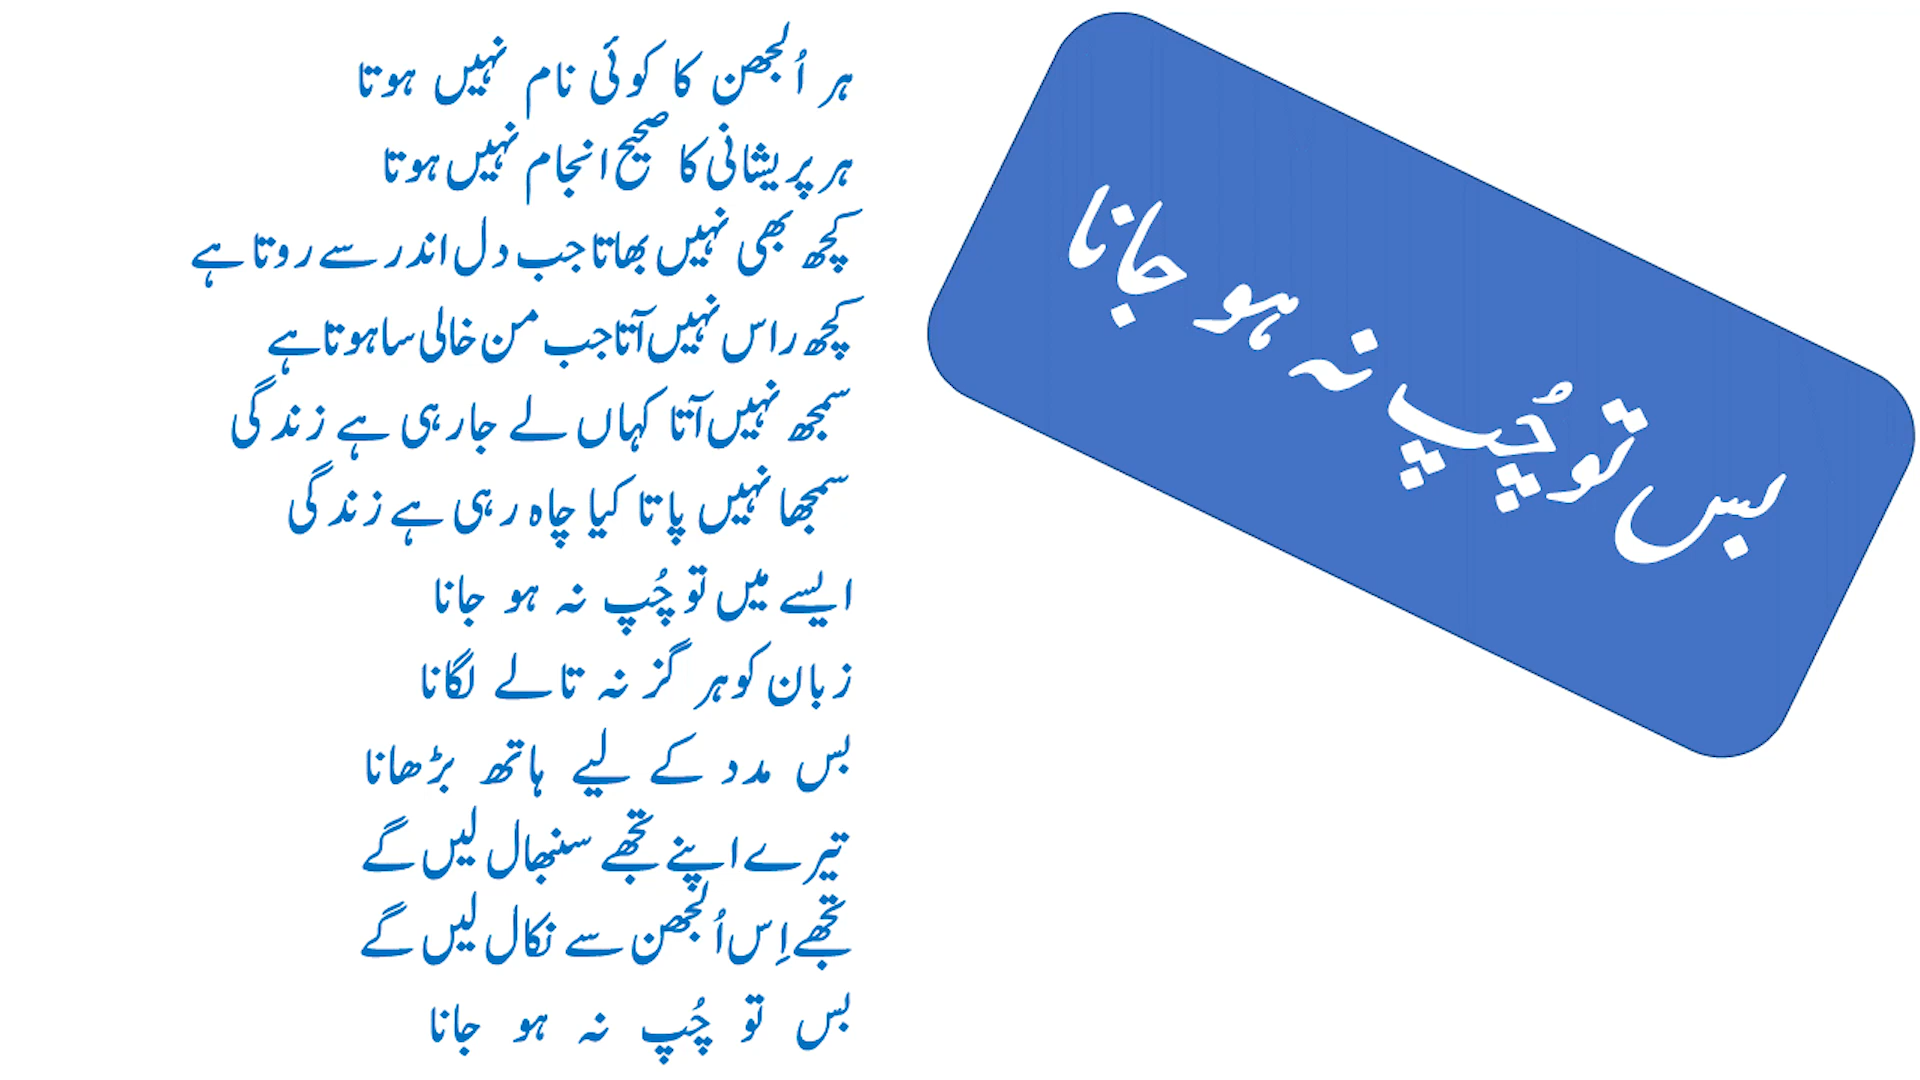 ہر اُلجھن کا کوئی نام نہیں ہوتا
ہر پریشانی کا صحیح انجام نہیں ہوتا
کچھ بھی نہیں بھاتا جب دل اندر سے روتا ہے
کچھ راس نہیں آتا جب من خالی سا ہوتا ہے
سمجھ نہیں آتا کہاں لے جا رہی ہے زندگی
سمجھا نہیں پاتا کیا چاہ رہی ہے زندگی
ایسے میں تو چُپ نہ ہو جانا
زبان کو ہر گز نہ تالے لگانا
بس مدد کے لیے ہاتھ بڑھانا
تیرے اپنے تجھے سنبھال لیں گے
تجھے اِس اُلجھن سے نکال لیں گے
بس تو چُپ نہ ہو جانا
بس تو چُپ نہ ہو جانا